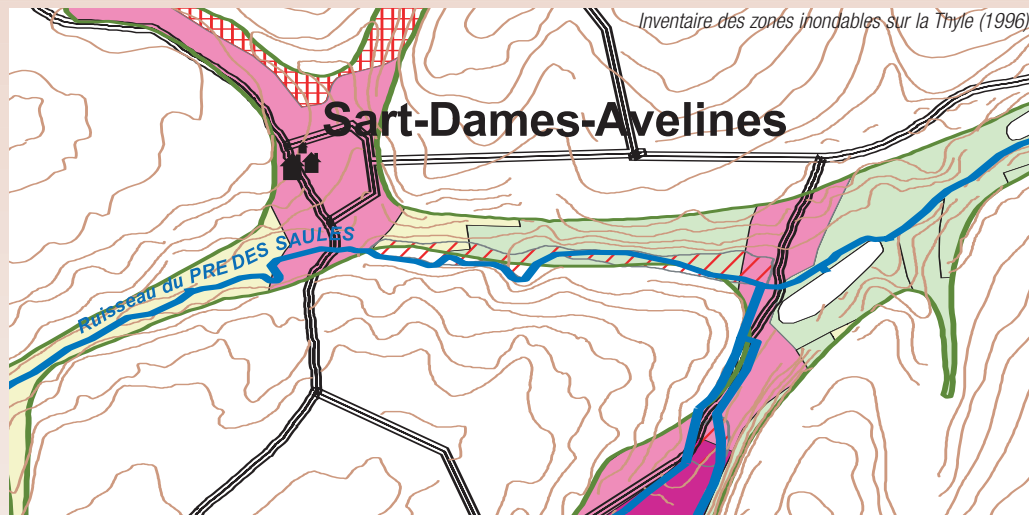 Inventaire des zones inondables sur la Thyle (1996)
Sart-Dames-Avelines
Ruisseau du PRE DES SAULES